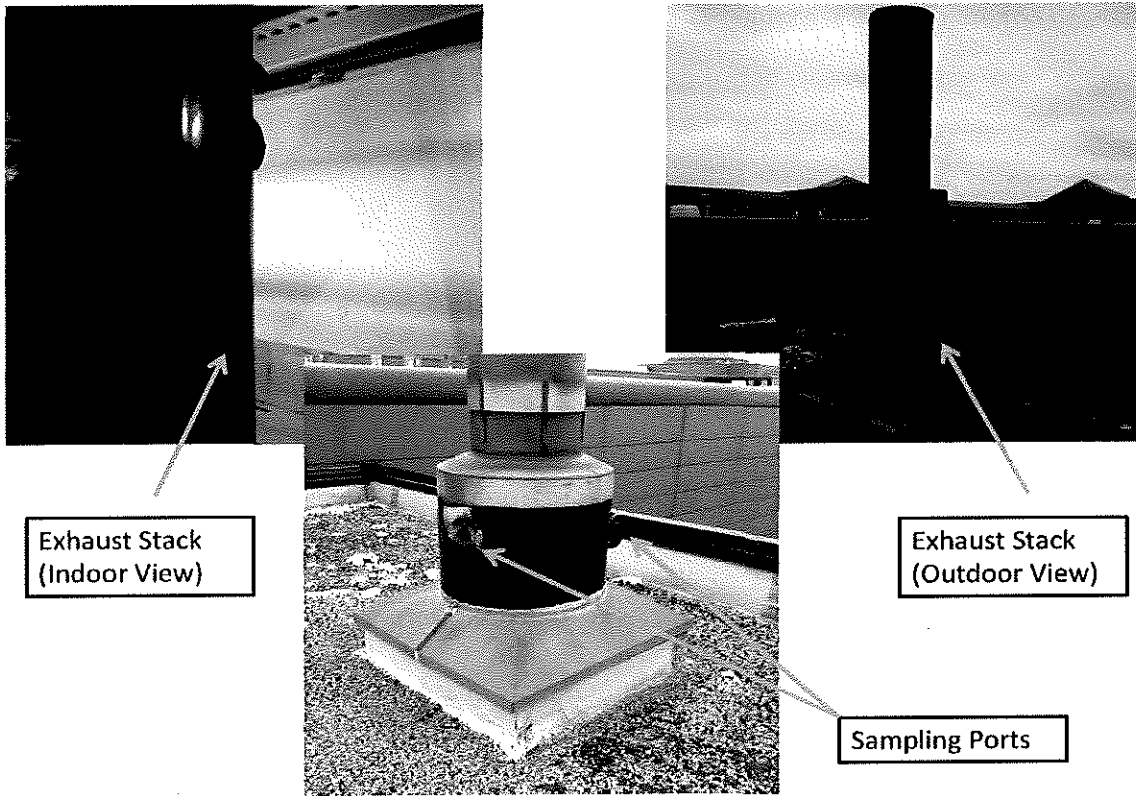 Exhaust Stack
(Indoor View)
Exhaust Stack
(Outdoor View)
Sampling Ports